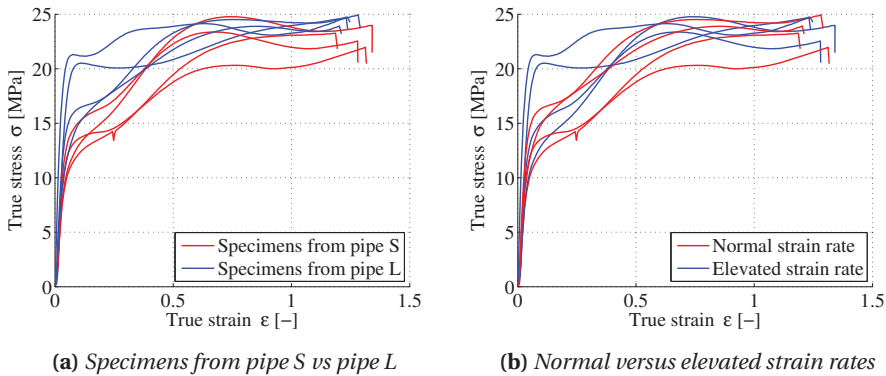 25
20
15
10
5
0
0
0.5
1
1.5
True stress σ [MPa]
True strain ε [−]
Specimens from pipe S
Specimens from pipe L
(a) Specimens from pipe S vs pipe L
25
20
15
10
5
0
0
0.5
1
1.5
True stress σ [MPa]
True strain ε [−]
Normal strain rate
Elevated strain rate
(b) Normal versus elevated strain rates